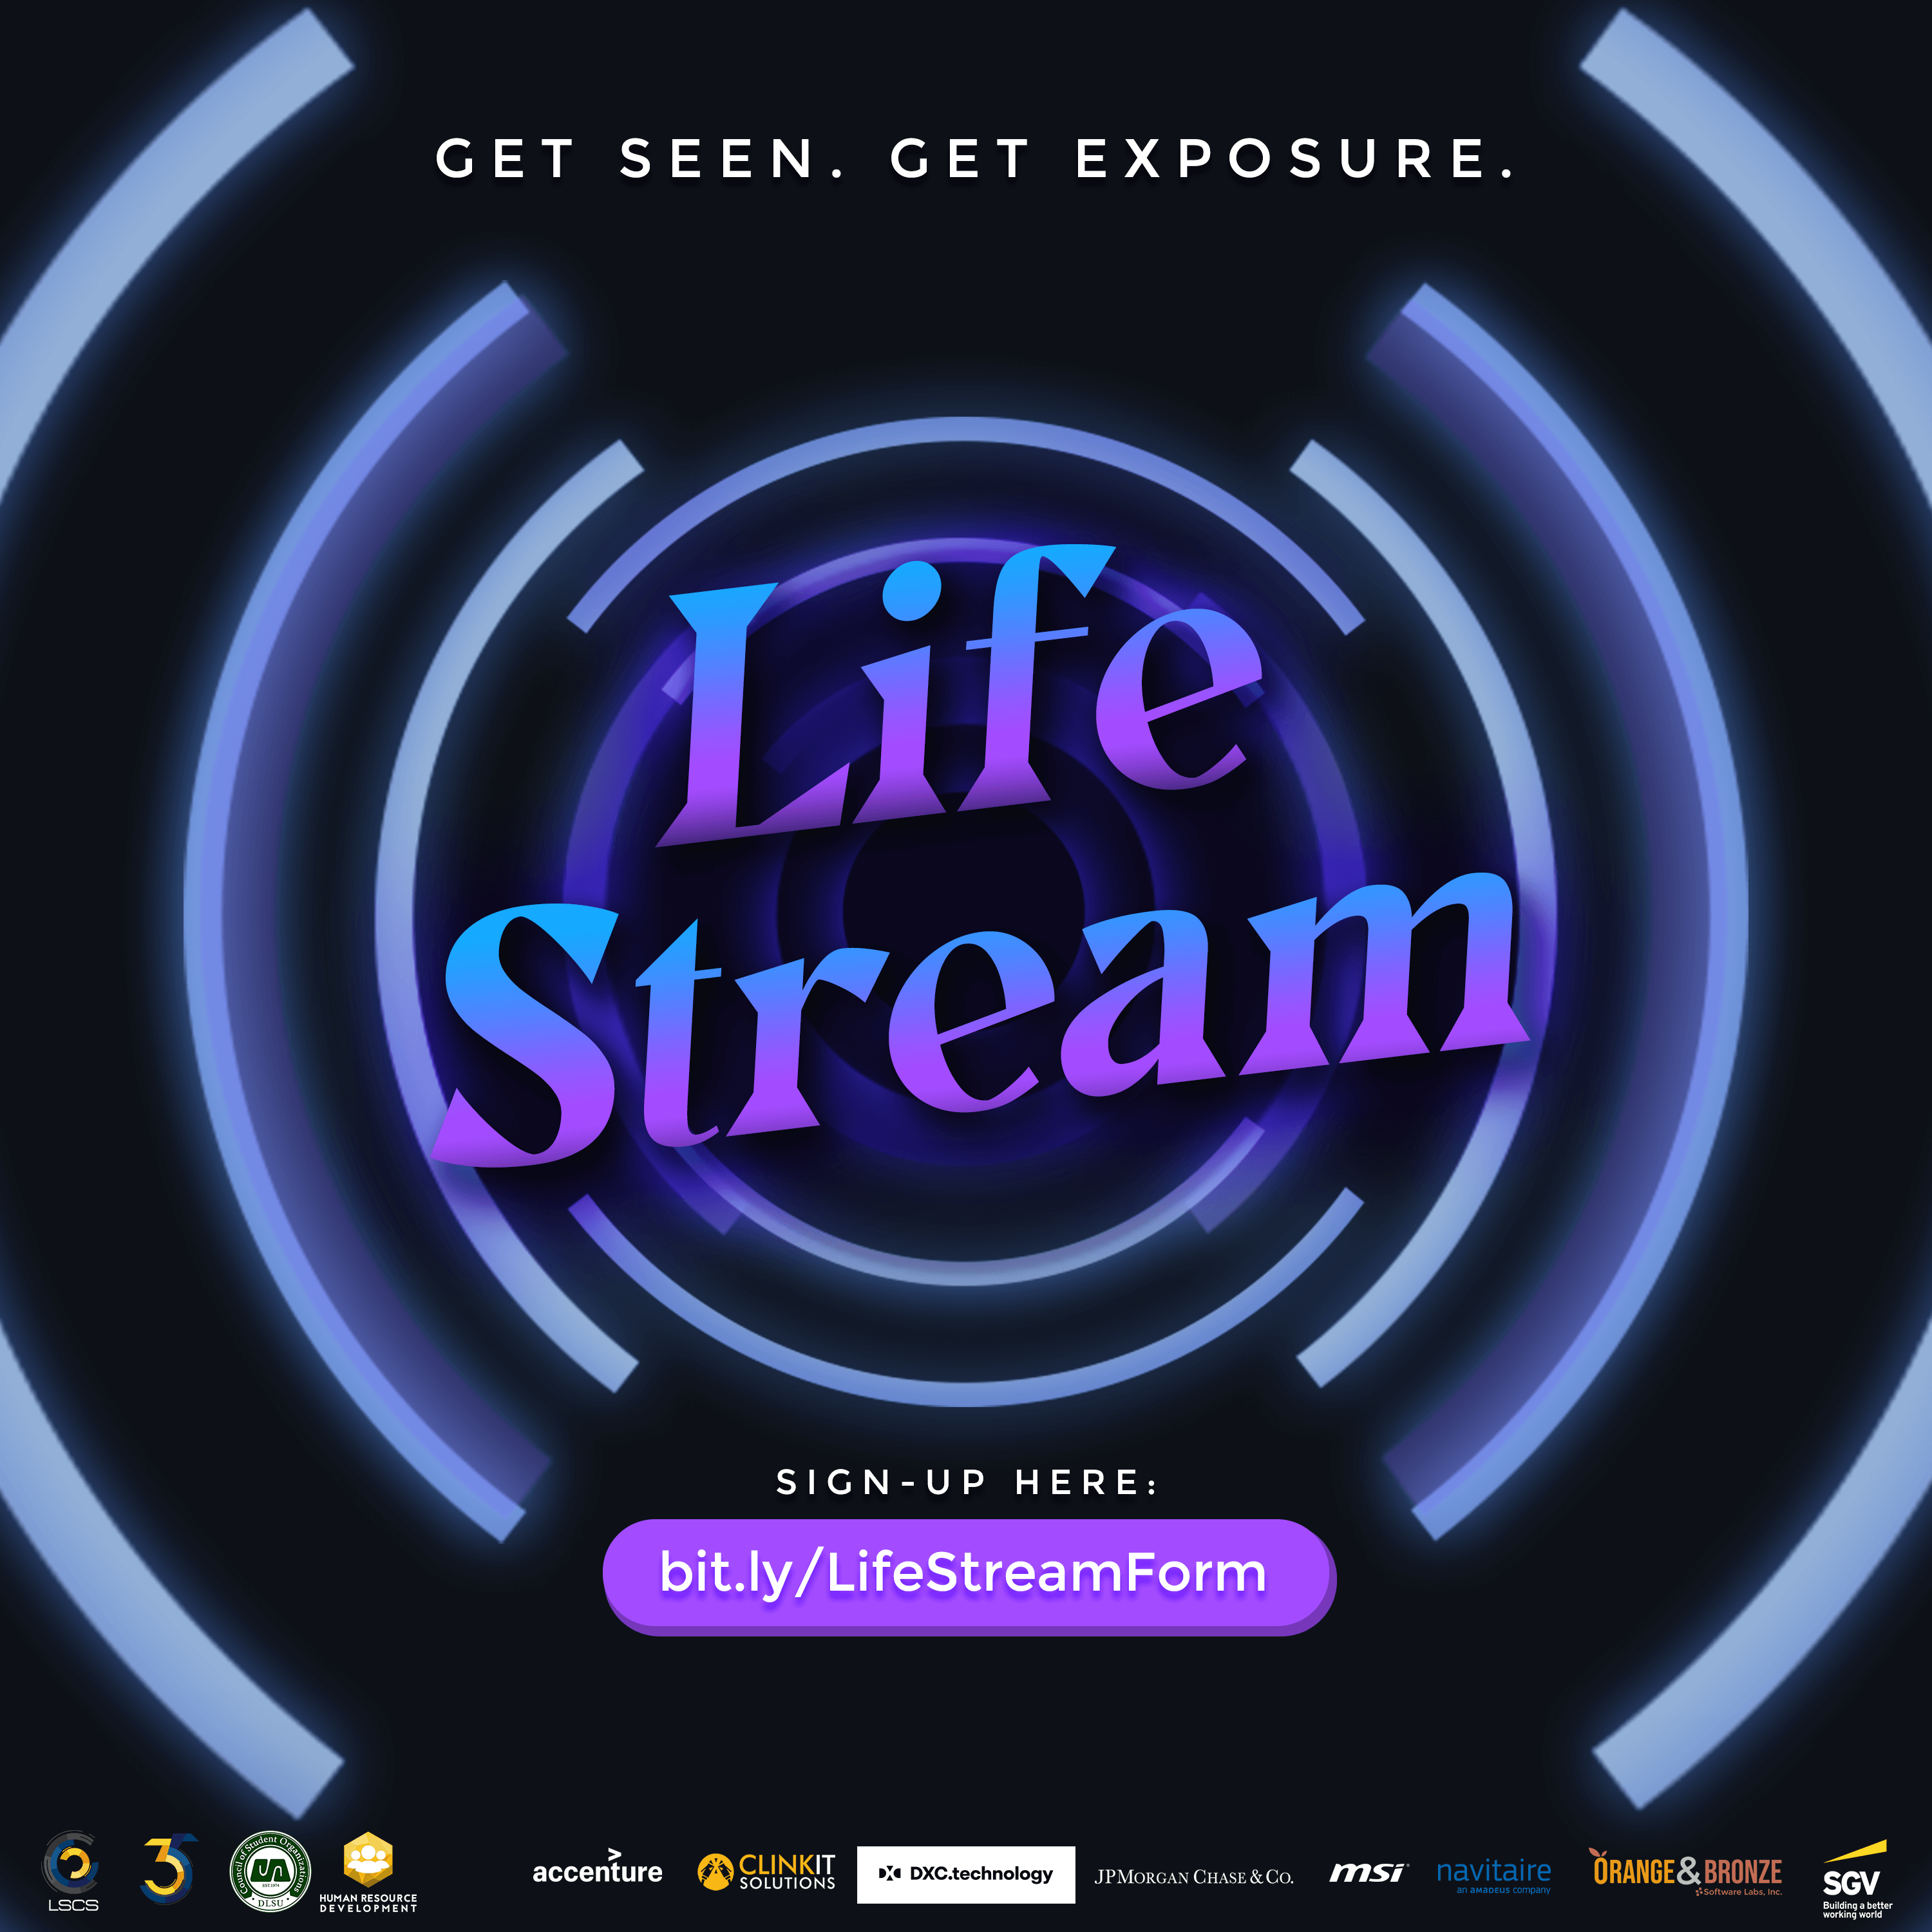 GET SEEN. GET EXPOSURE.
Life
Stream
SIGN-UP HERE:
bit.ly/LifeStreamForm
LSCS
35
Council of Student Organizations
UN
EST. 1974
DLSU
HUMAN RESOURCE
DEVELOPMENT
>
accenture
CLINKIT
SOLUTIONS
DXC.technology
JPMORGAN CHASE & CO.
msi
navitaire
an amadeus company
ORANGE & BRONZE
Software Labs, Inc.
SGV
Building a better
working world